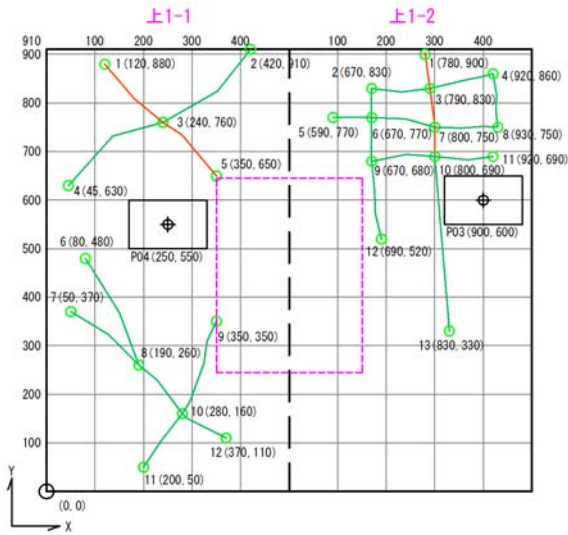 上1-1 上1-2
910 100 200 300 400 100 200 300 400
900
1 (120, 880)
2 (420, 910)
1 (780, 900)
2 (670, 830)
4 (920, 860)
800
3 (790, 830)
3 (240, 760)
5 (590, 770)
6 (670, 770)
7 (800, 750)
8 (930, 750)
700
5 (350, 650)
9 (670, 680)
10 (800, 690)
11 (920, 690)
4 (45, 630)
600
P03 (900, 600)
P04 (250, 550)
12 (690, 520)
500
6 (80, 480)
400
7 (50, 370)
9 (350, 350)
13 (830, 330)
300
8 (190, 260)
200
10 (280, 160)
100
12 (370, 110)
11 (200, 50)
(0, 0)
Y
X